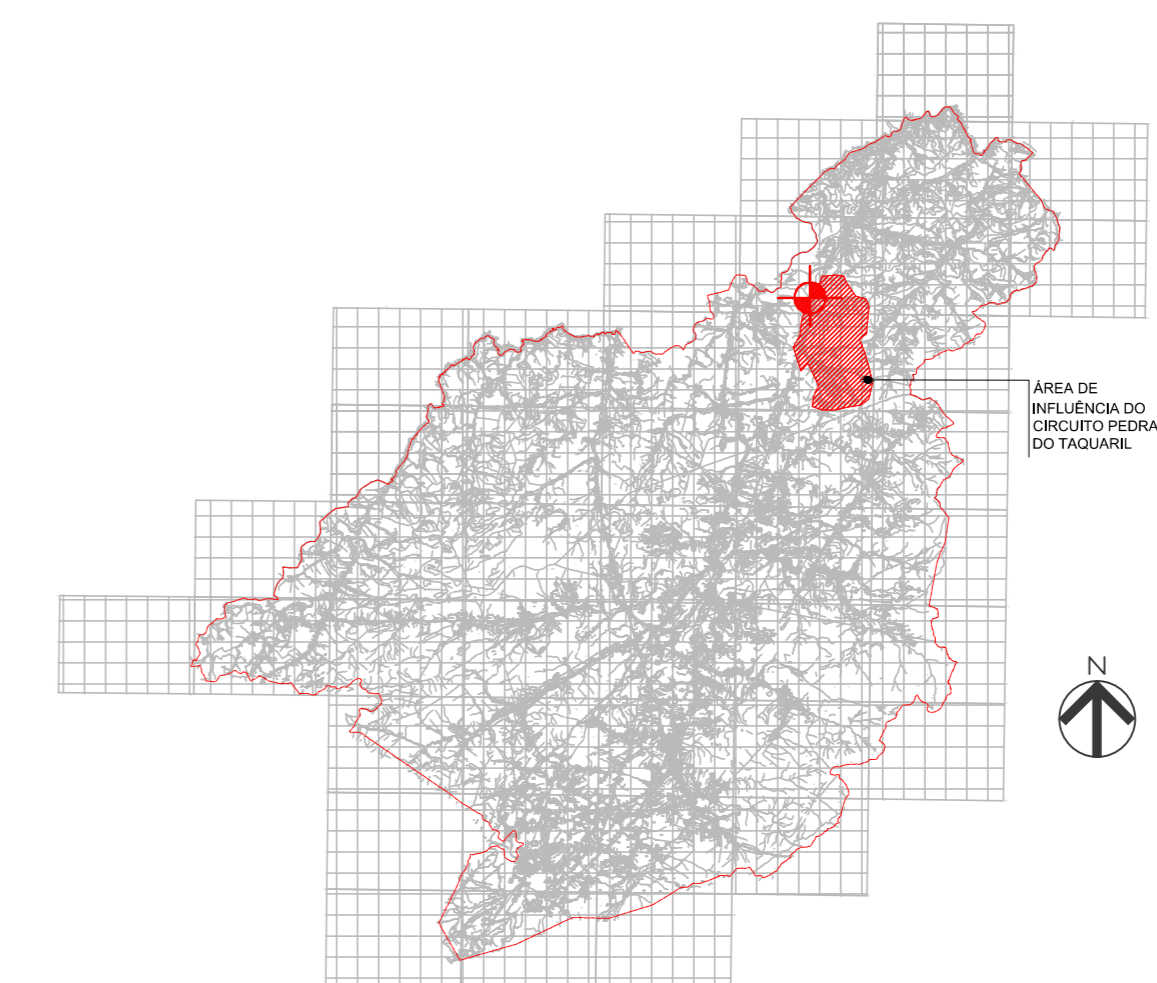 ÁREA DE
INFLUÊNCIA DO
CIRCUITO PEDRA
DO TAQUARIL
N